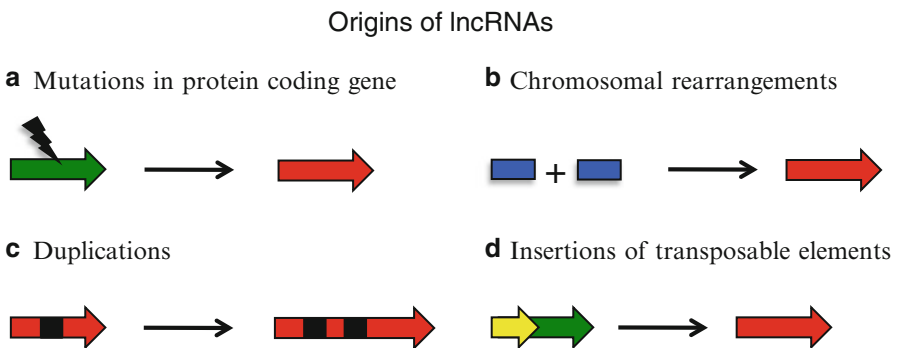 Origins of lncRNAs
a Mutations in protein coding gene
b Chromosomal rearrangements
+
c Duplications
d Insertions of transposable elements